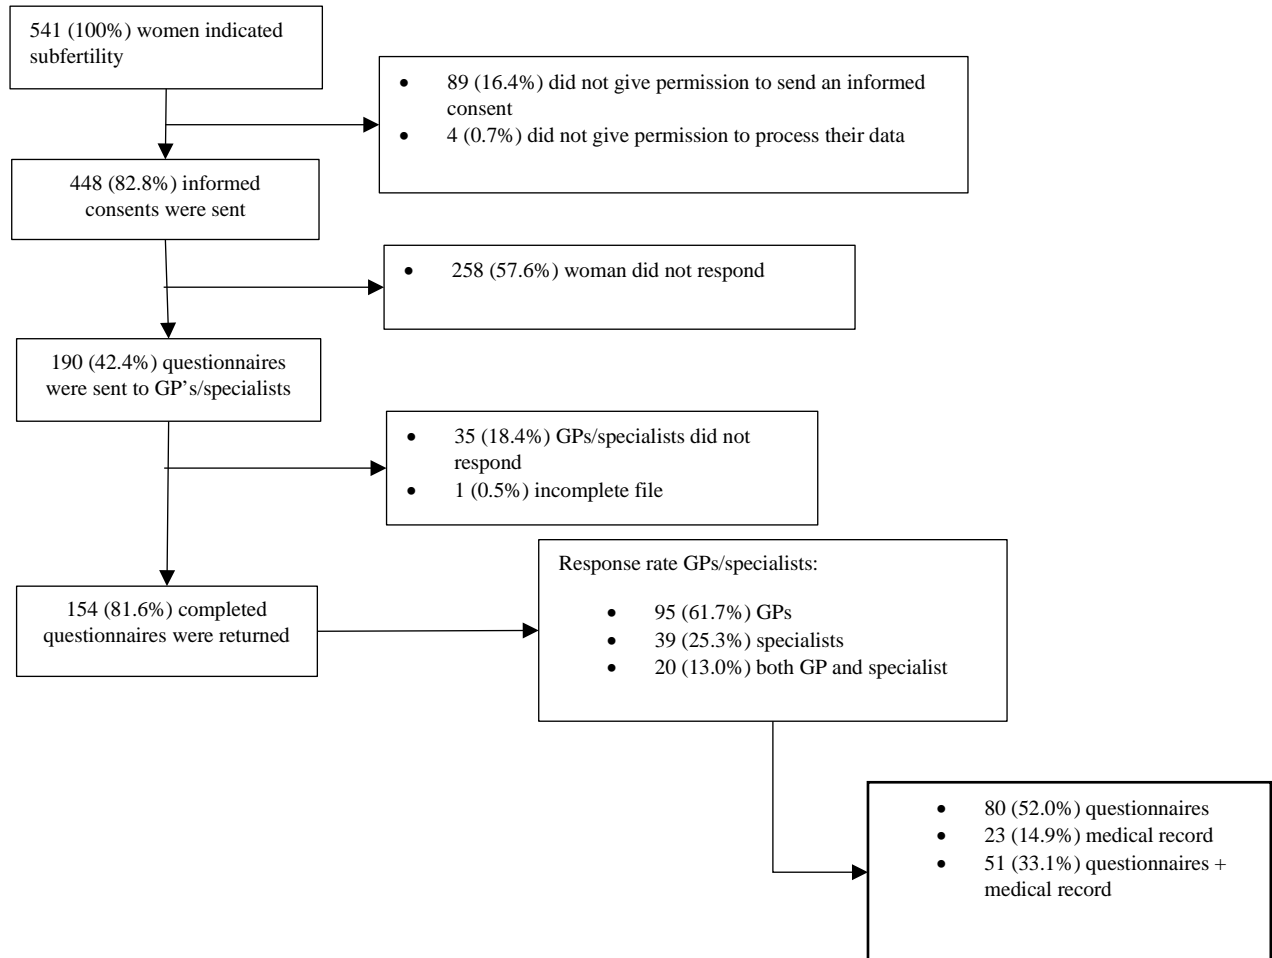 541 (100%) women indicated
subfertility
• 89 (16.4%) did not give permission to send an informed
consent
• 4 (0.7%) did not give permission to process their data
448 (82.8%) informed
consents were sent
• 258 (57.6%) woman did not respond
190 (42.4%) questionnaires
were sent to GP’s/specialists
• 35 (18.4%) GPs/specialists did not
respond
• 1 (0.5%) incomplete file
154 (81.6%) completed
questionnaires were returned
Response rate GPs/specialists:
• 95 (61.7%) GPs
• 39 (25.3%) specialists
• 20 (13.0%) both GP and specialist
• 80 (52.0%) questionnaires
• 23 (14.9%) medical record
• 51 (33.1%) questionnaires +
medical record